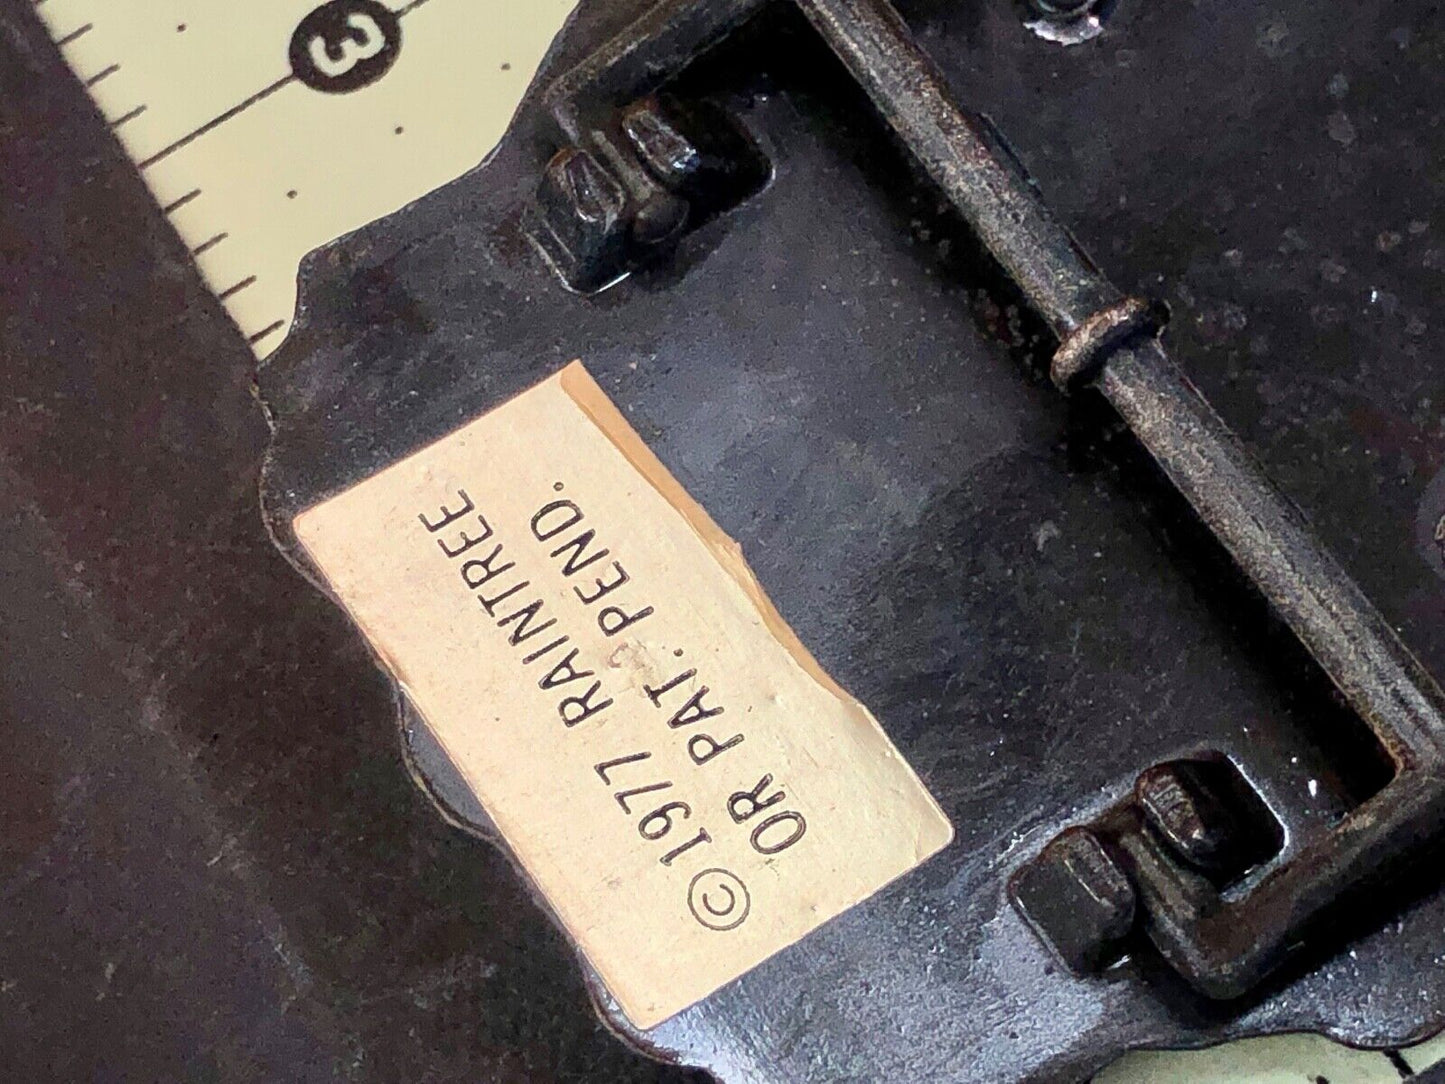 3
©1977 RAINTREE
OR PAT. PEND.